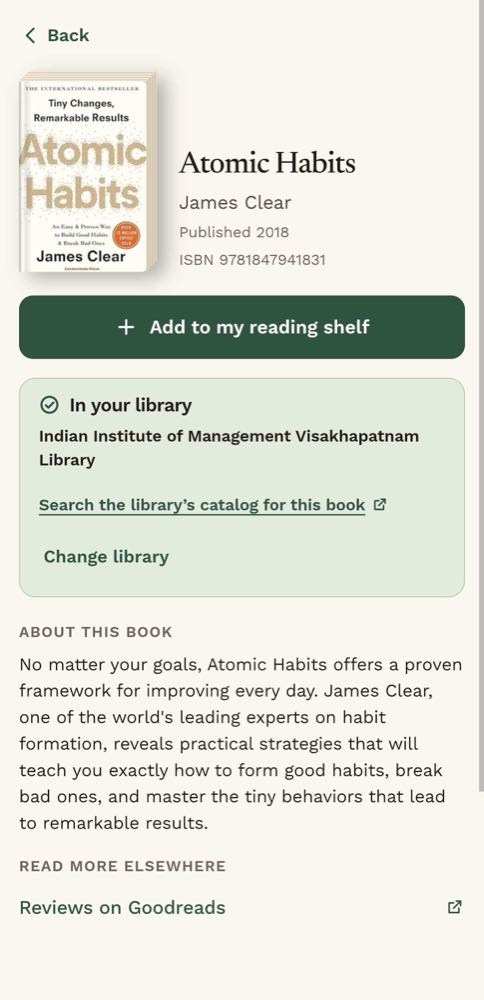 Back
THE INTERNATIONAL BESTSELLER
Tiny Changes,
Remarkable Results
Atomic
Habits
An Easy & Proven Way
to Build Good Habits
& Break Bad Ones
James Clear
Atomic Habits
James Clear
Published 2018
ISBN 9781847941831
Add to my reading shelf
In your library
Indian Institute of Management Visakhapatnam
Library
Search the library’s catalog for this book
Change library
ABOUT THIS BOOK
No matter your goals, Atomic Habits offers a proven
framework for improving every day. James Clear,
one of the world's leading experts on habit
formation, reveals practical strategies that will
teach you exactly how to form good habits, break
bad ones, and master the tiny behaviors that lead
to remarkable results.
READ MORE ELSEWHERE
Reviews on Goodreads